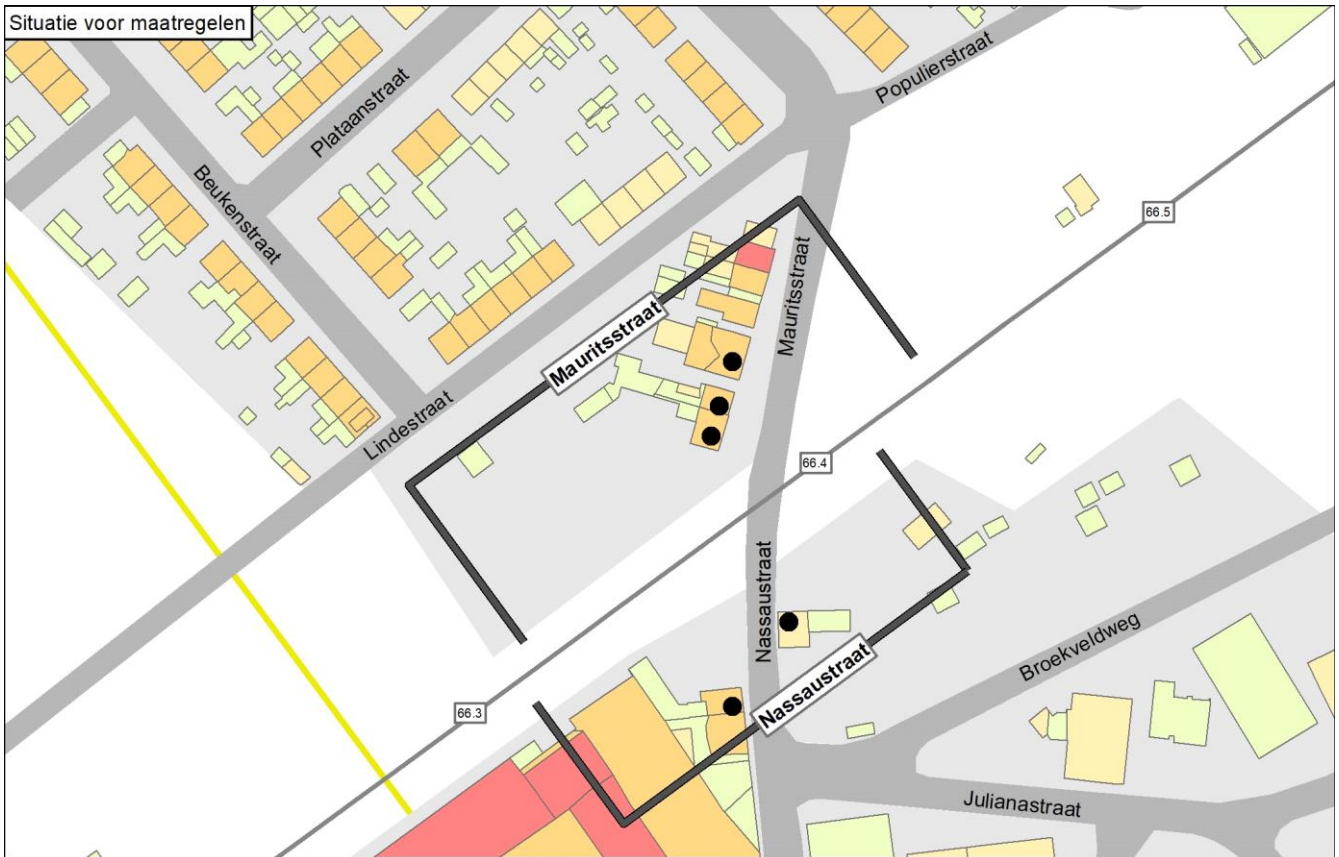 Situatie voor maatregelen
Populierstraat
Plataanstraat
Beukenstraat
66.5
Mauritsstraat
Mauritsstraat
Lindestraat
66.4
Nassaustraat
Broekveldweg
Nassaustraat
66.3
Julianastraat